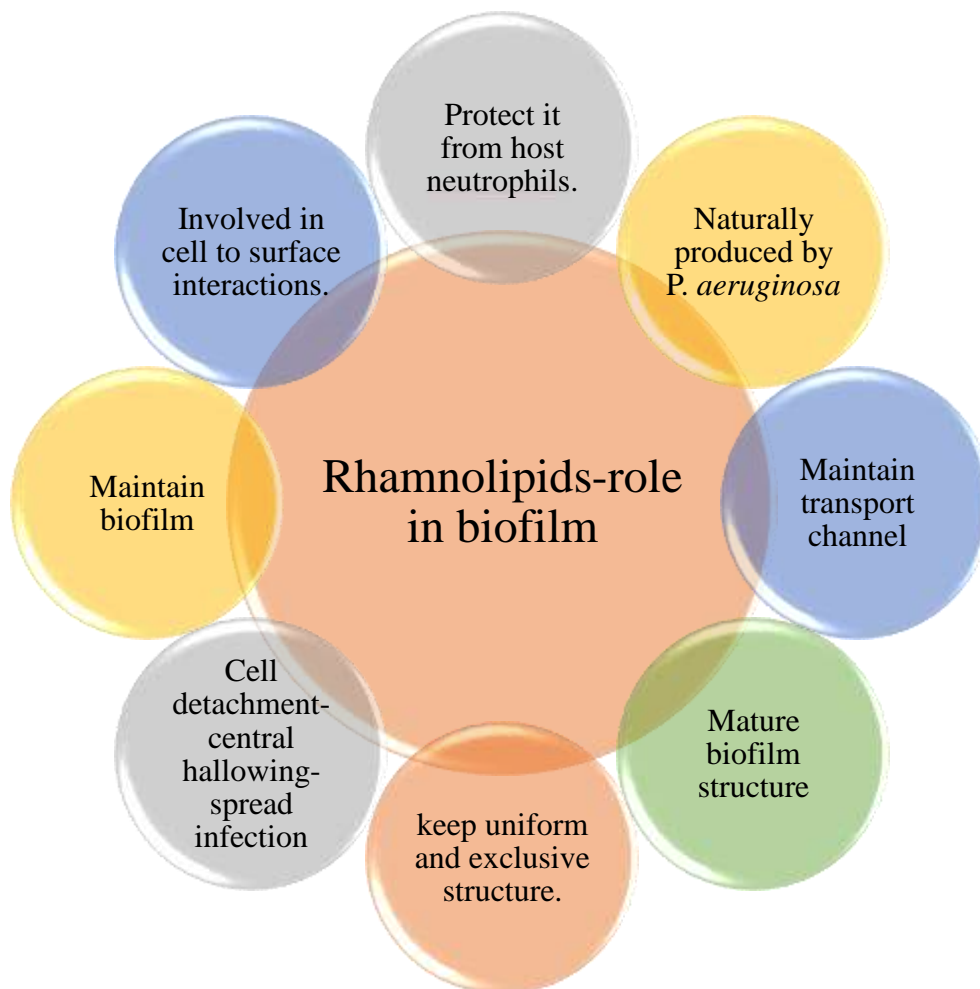 Protect it
from host
neutrophils.
Naturally
produced by
P. aeruginosa
Maintain
transport
channel
Mature
biofilm
structure
keep uniform
and exclusive
structure.
Cell
detachment-
central
hallowing-
spread
infection
Maintain
biofilm
Involved in
cell to surface
interactions.
Rhamnolipids-role
in biofilm